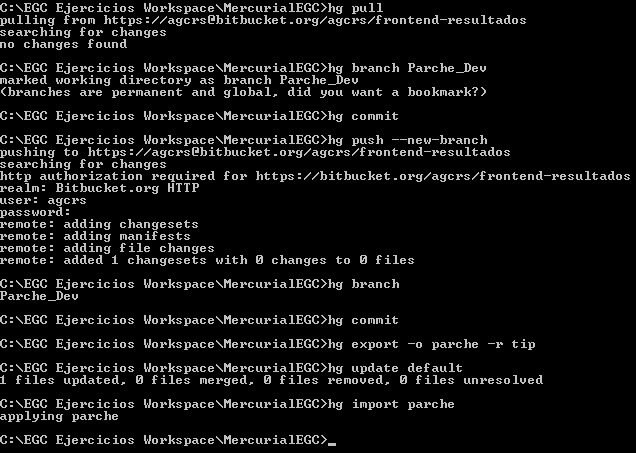 C:\EGC Ejercicios Workspace\MercurialEGC>hg pull
pulling from https://agcrs@bitbucket.org/agcrs/frontend-resultados
searching for changes
no changes found
C:\EGC Ejercicios Workspace\MercurialEGC>hg branch Parche_Dev
marked working directory as branch Parche_Dev
(branches are permanent and global, did you want a bookmark?)
C:\EGC Ejercicios Workspace\MercurialEGC>hg commit
C:\EGC Ejercicios Workspace\MercurialEGC>hg push --new-branch
pushing to https://agcrs@bitbucket.org/agcrs/frontend-resultados
searching for changes
http authorization required for https://bitbucket.org/agcrs/frontend-resultados
realm: Bitbucket.org HTTP
user: agcrs
password:
remote: adding changesets
remote: adding manifests
remote: adding file changes
remote: added 1 changesets with 0 changes to 0 files
C:\EGC Ejercicios Workspace\MercurialEGC>hg branch
Parche_Dev
C:\EGC Ejercicios Workspace\MercurialEGC>hg commit
C:\EGC Ejercicios Workspace\MercurialEGC>hg export -o parche -r tip
C:\EGC Ejercicios Workspace\MercurialEGC>hg update default
1 files updated, 0 files merged, 0 files removed, 0 files unresolved
C:\EGC Ejercicios Workspace\MercurialEGC>hg import parche
applying parche
C:\EGC Ejercicios Workspace\MercurialEGC>_